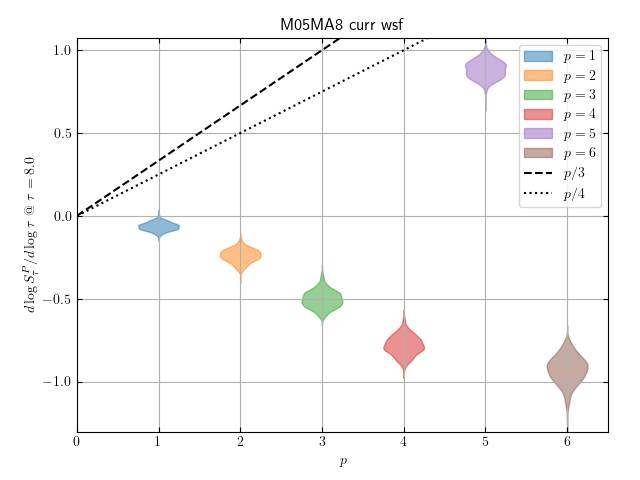 M05MA8 curr wsf
1.0
0.5
0.0
−0.5
−1.0
d log S_τ^P / d log τ @ τ = 8.0
0 1 2 3 4 5 6
p
p = 1
p = 2
p = 3
p = 4
p = 5
p = 6
p/3
p/4